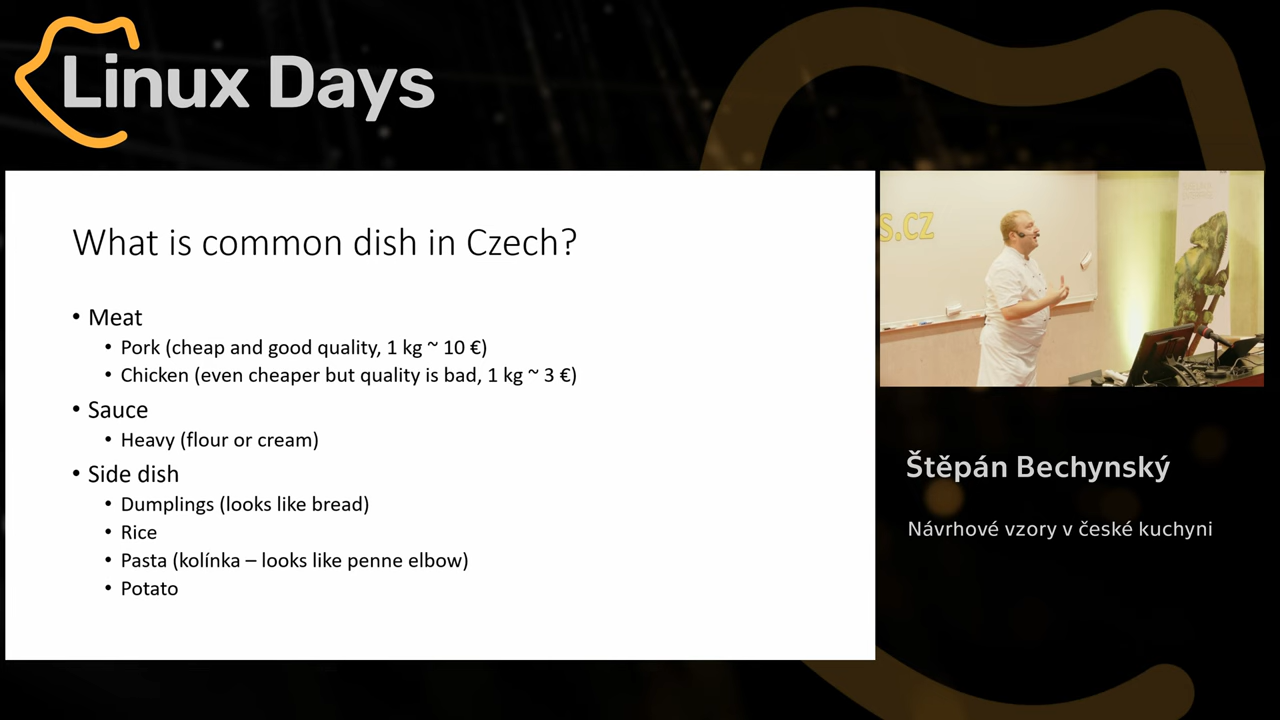 Linux Days
What is common dish in Czech?
• Meat
• Pork (cheap and good quality, 1 kg ~ 10 €)
• Chicken (even cheaper but quality is bad, 1 kg ~ 3 €)
• Sauce
• Heavy (flour or cream)
• Side dish
• Dumplings (looks like bread)
• Rice
• Pasta (kolínka – looks like penne elbow)
• Potato
S.CZ
Štěpán Bechynský
Návrhové vzory v české kuchyni